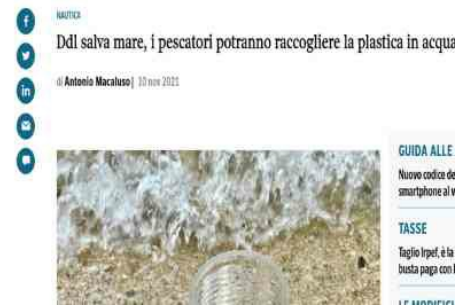 NAUTICA
Ddl salva mare, i pescatori potranno raccogliere la plastica in acqua
di Antonio Macaluso | 10 nov 2021
GUIDA ALLE
Nuovo codice de
smartphone al v
TASSE
Taglio Irpef, è la
busta paga con l
LE MODIFICH